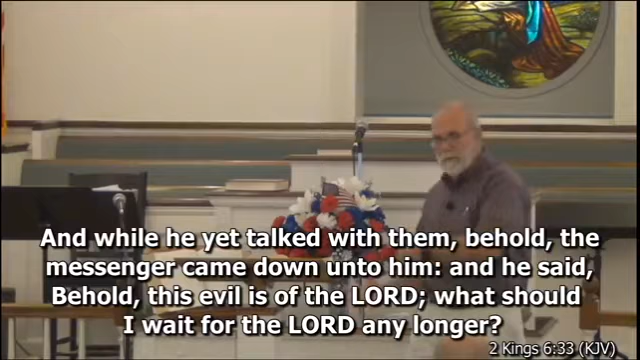 And while he yet talked with them, behold, the
messenger came down unto him: and he said,
Behold, this evil is of the LORD; what should
I wait for the LORD any longer?
2 Kings 6:33 (KJV)